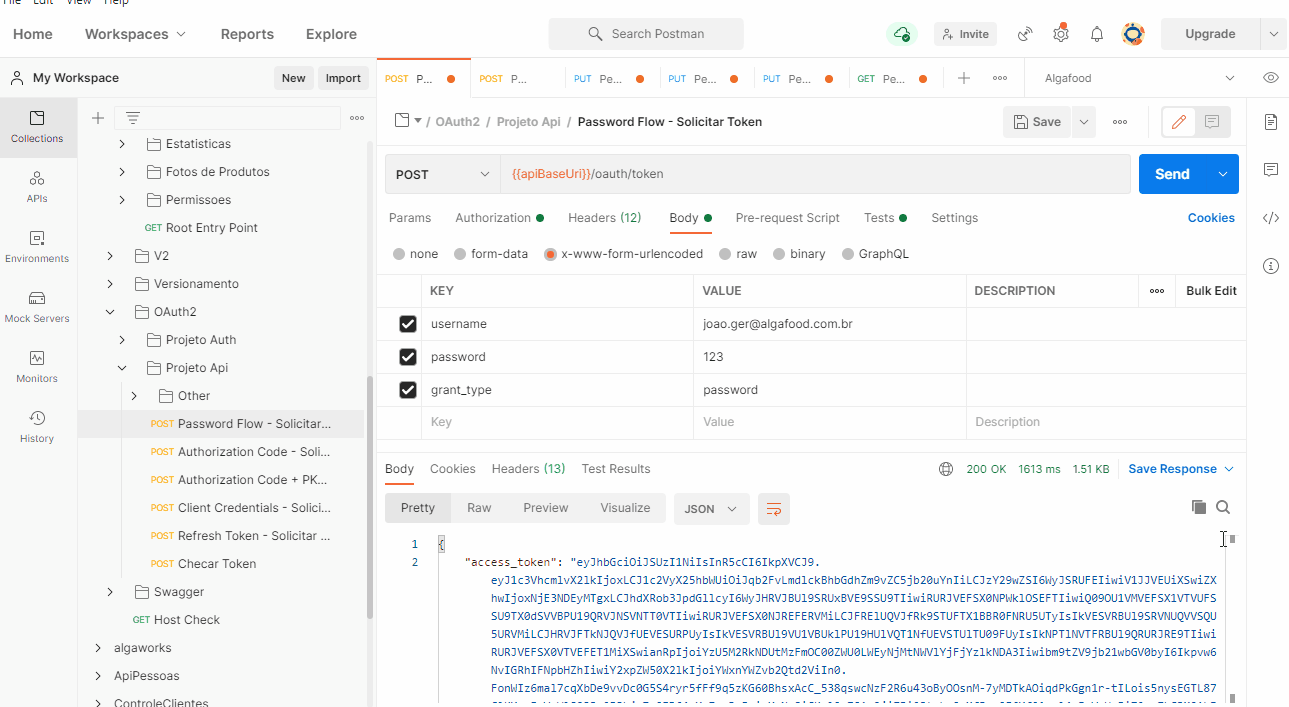 File Edit View Help
Home Workspaces Reports Explore Search Postman Invite Upgrade
My Workspace New Import
POST P... POST P... PUT Pe... PUT Pe... PUT Pe... GET Pe... Algafood
Collections
APIs
Environments
Mock Servers
Monitors
History
Estatisticas
Fotos de Produtos
Permissoes
GET Root Entry Point
V2
Versionamento
OAuth2
Projeto Auth
Projeto Api
Other
POST Password Flow - Solicitar...
POST Authorization Code - Soli...
POST Authorization Code + PK...
POST Client Credentials - Solici...
POST Refresh Token - Solicitar ...
POST Checar Token
Swagger
GET Host Check
algaworks
ApiPessoas
ControleClientes
/ OAuth2 / Projeto Api / Password Flow - Solicitar Token Save
POST {{apiBaseUri}}/oauth/token Send
Params Authorization Headers (12) Body Pre-request Script Tests Settings Cookies
none form-data x-www-form-urlencoded raw binary GraphQL
KEY VALUE DESCRIPTION Bulk Edit
username joao.ger@algafood.com.br
password 123
grant_type password
Key Value Description
Body Cookies Headers (13) Test Results 200 OK 1613 ms 1.51 KB Save Response
Pretty Raw Preview Visualize JSON
1 {
2 "access_token": "eyJhbGciOiJSUzI1NiIsInR5cCI6IkpXVCJ9.